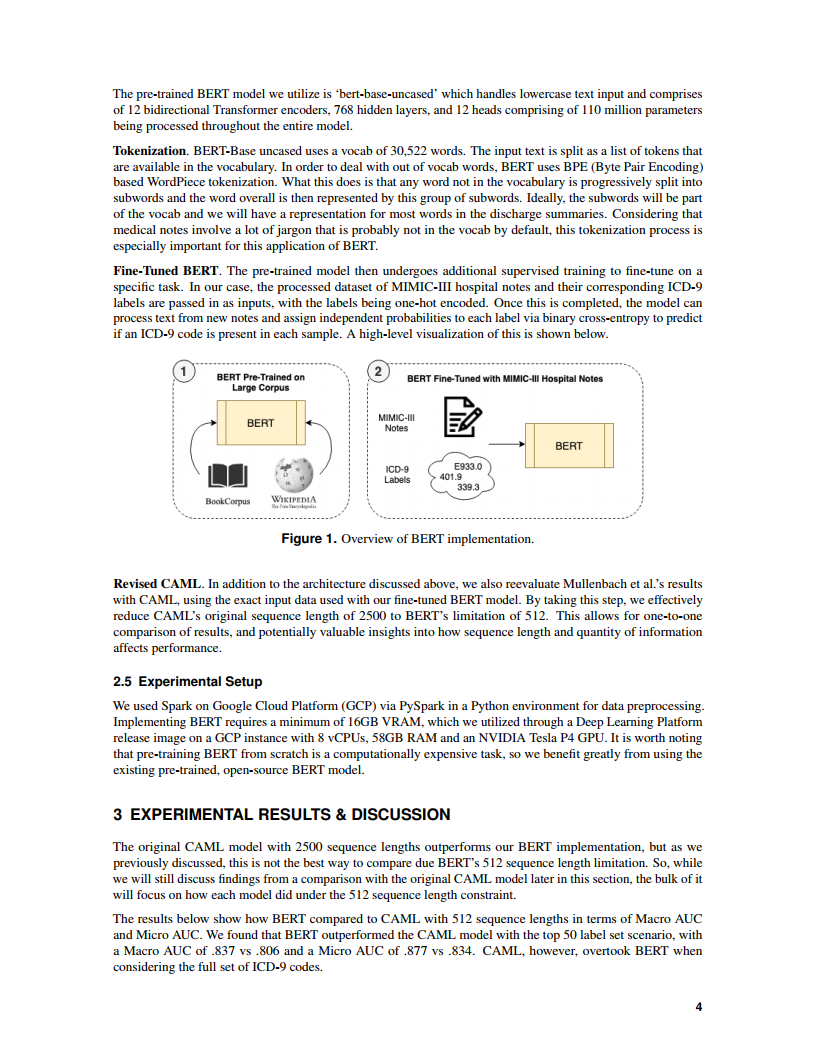 The pre-trained BERT model we utilize is ‘bert-base-uncased’ which handles lowercase text input and comprises
of 12 bidirectional Transformer encoders, 768 hidden layers, and 12 heads comprising of 110 million parameters
being processed throughout the entire model.
Tokenization. BERT-Base uncased uses a vocab of 30,522 words. The input text is split as a list of tokens that
are available in the vocabulary. In order to deal with out of vocab words, BERT uses BPE (Byte Pair Encoding)
based WordPiece tokenization. What this does is that any word not in the vocabulary is progressively split into
subwords and the word overall is then represented by this group of subwords. Ideally, the subwords will be part
of the vocab and we will have a representation for most words in the discharge summaries. Considering that
medical notes involve a lot of jargon that is probably not in the vocab by default, this tokenization process is
especially important for this application of BERT.
Fine-Tuned BERT. The pre-trained model then undergoes additional supervised training to fine-tune on a
specific task. In our case, the processed dataset of MIMIC-III hospital notes and their corresponding ICD-9
labels are passed in as inputs, with the labels being one-hot encoded. Once this is completed, the model can
process text from new notes and assign independent probabilities to each label via binary cross-entropy to predict
if an ICD-9 code is present in each sample. A high-level visualization of this is shown below.
1
BERT Pre-Trained on
Large Corpus
BERT
BookCorpus
WIKIPEDIA
The Free Encyclopedia
2
BERT Fine-Tuned with MIMIC-III Hospital Notes
MIMIC-III
Notes
ICD-9
Labels
E933.0
401.9
339.3
BERT
Figure 1. Overview of BERT implementation.
Revised CAML. In addition to the architecture discussed above, we also reevaluate Mullenbach et al.’s results
with CAML, using the exact input data used with our fine-tuned BERT model. By taking this step, we effectively
reduce CAML’s original sequence length of 2500 to BERT’s limitation of 512. This allows for one-to-one
comparison of results, and potentially valuable insights into how sequence length and quantity of information
affects performance.
2.5 Experimental Setup
We used Spark on Google Cloud Platform (GCP) via PySpark in a Python environment for data preprocessing.
Implementing BERT requires a minimum of 16GB VRAM, which we utilized through a Deep Learning Platform
release image on a GCP instance with 8 vCPUs, 58GB RAM and an NVIDIA Tesla P4 GPU. It is worth noting
that pre-training BERT from scratch is a computationally expensive task, so we benefit greatly from using the
existing pre-trained, open-source BERT model.
3 EXPERIMENTAL RESULTS & DISCUSSION
The original CAML model with 2500 sequence lengths outperforms our BERT implementation, but as we
previously discussed, this is not the best way to compare due BERT’s 512 sequence length limitation. So, while
we will still discuss findings from a comparison with the original CAML model later in this section, the bulk of it
will focus on how each model did under the 512 sequence length constraint.
The results below show how BERT compared to CAML with 512 sequence lengths in terms of Macro AUC
and Micro AUC. We found that BERT outperformed the CAML model with the top 50 label set scenario, with
a Macro AUC of .837 vs .806 and a Micro AUC of .877 vs .834. CAML, however, overtook BERT when
considering the full set of ICD-9 codes.
4